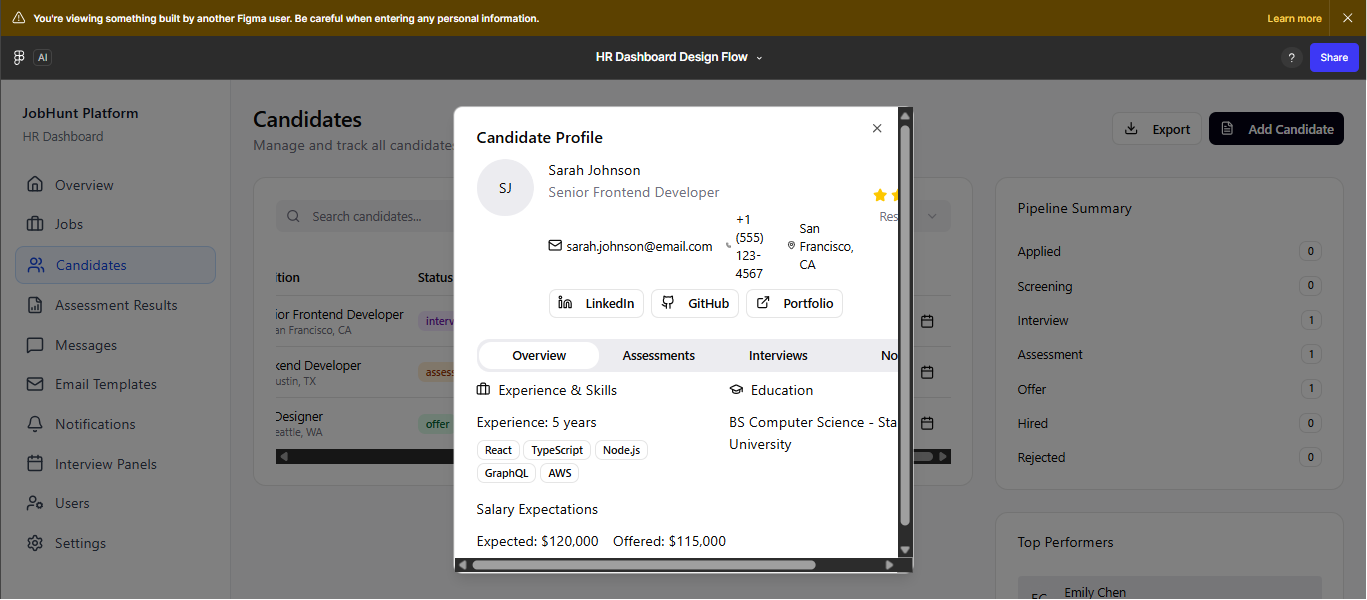 You're viewing something built by another Figma user. Be careful when entering any personal information.
Learn more
AI
HR Dashboard Design Flow
?
Share
JobHunt Platform
HR Dashboard
Overview
Jobs
Candidates
Assessment Results
Messages
Email Templates
Notifications
Interview Panels
Users
Settings
Candidates
Manage and track all candidates
Export
Add Candidate
Search candidates...
ition
Status
ior Frontend Developer
an Francisco, CA
interv
kend Developer
ustin, TX
assess
Designer
eattle, WA
offer
Candidate Profile
SJ
Sarah Johnson
Senior Frontend Developer
Res
sarah.johnson@email.com
+1
(555)
123-
4567
San
Francisco,
CA
LinkedIn
GitHub
Portfolio
Overview
Assessments
Interviews
No
Experience & Skills
Education
Experience: 5 years
BS Computer Science - Sta
University
React
TypeScript
Node.js
GraphQL
AWS
Salary Expectations
Expected: $120,000
Offered: $115,000
Pipeline Summary
Applied
0
Screening
0
Interview
1
Assessment
1
Offer
1
Hired
0
Rejected
0
Top Performers
EC
Emily Chen